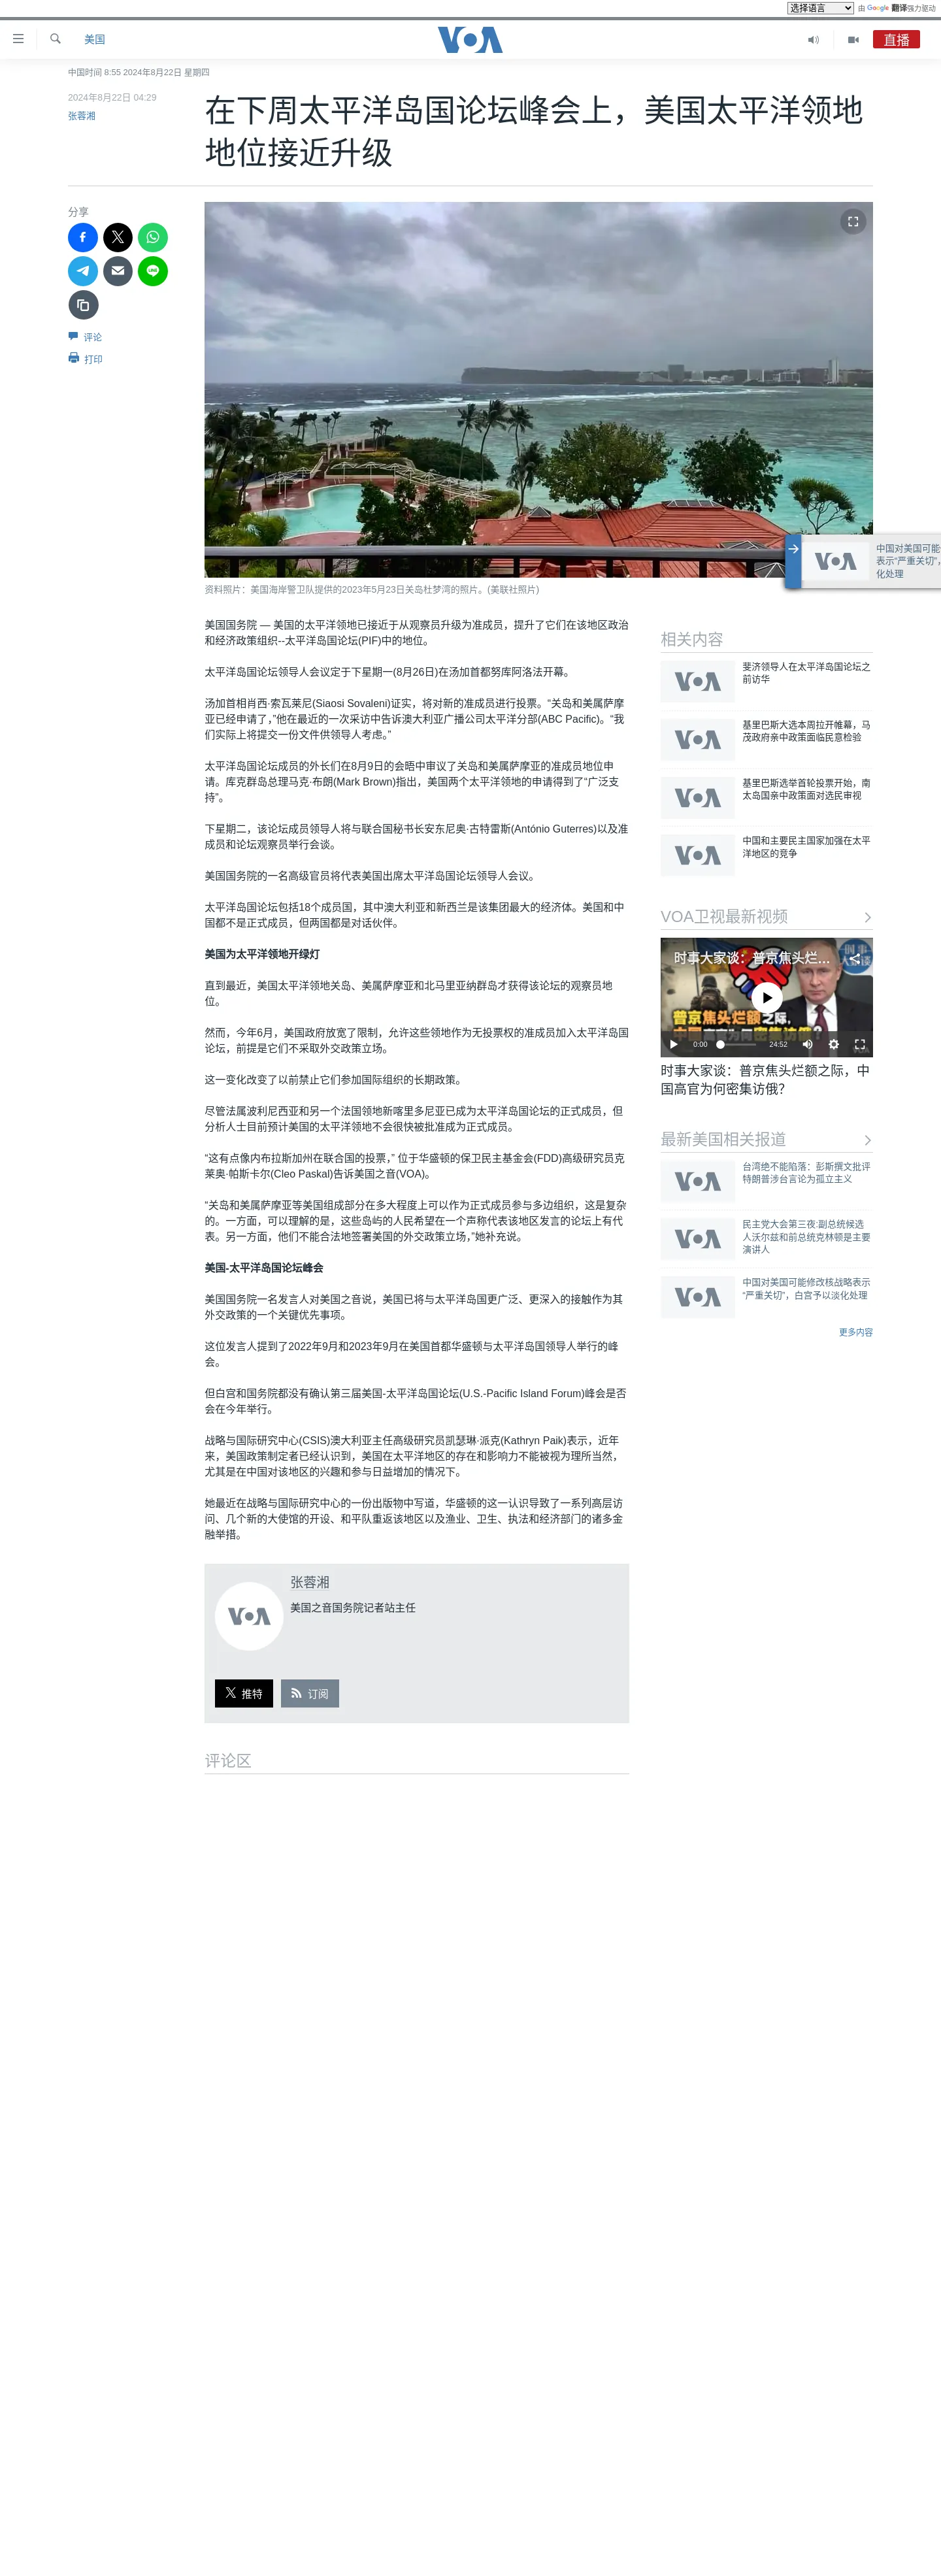 选择语言
由 Google 翻译强力驱动
美国
VOA
直播
中国时间 8:55 2024年8月22日 星期四
2024年8月22日 04:29
张蓉湘
在下周太平洋岛国论坛峰会上，美国太平洋领地
地位接近升级
分享
评论
打印
资料照片：美国海岸警卫队提供的2023年5月23日关岛杜梦湾的照片。(美联社照片)
VOA
中国对美国可能
表示“严重关切”，
化处理
美国国务院 — 美国的太平洋领地已接近于从观察员升级为准成员，提升了它们在该地区政治
和经济政策组织--太平洋岛国论坛(PIF)中的地位。
太平洋岛国论坛领导人会议定于下星期一(8月26日)在汤加首都努库阿洛法开幕。
汤加首相肖西·索瓦莱尼(Siaosi Sovaleni)证实，将对新的准成员进行投票。“关岛和美属萨摩
亚已经申请了，”他在最近的一次采访中告诉澳大利亚广播公司太平洋分部(ABC Pacific)。“我
们实际上将提交一份文件供领导人考虑。”
太平洋岛国论坛成员的外长们在8月9日的会晤中审议了关岛和美属萨摩亚的准成员地位申
请。库克群岛总理马克·布朗(Mark Brown)指出，美国两个太平洋领地的申请得到了“广泛支
持”。
下星期二，该论坛成员领导人将与联合国秘书长安东尼奥·古特雷斯(António Guterres)以及准
成员和论坛观察员举行会谈。
美国国务院的一名高级官员将代表美国出席太平洋岛国论坛领导人会议。
太平洋岛国论坛包括18个成员国，其中澳大利亚和新西兰是该集团最大的经济体。美国和中
国都不是正式成员，但两国都是对话伙伴。
美国为太平洋领地开绿灯
直到最近，美国太平洋领地关岛、美属萨摩亚和北马里亚纳群岛才获得该论坛的观察员地
位。
然而，今年6月，美国政府放宽了限制，允许这些领地作为无投票权的准成员加入太平洋岛国
论坛，前提是它们不采取外交政策立场。
这一变化改变了以前禁止它们参加国际组织的长期政策。
尽管法属波利尼西亚和另一个法国领地新喀里多尼亚已成为太平洋岛国论坛的正式成员，但
分析人士目前预计美国的太平洋领地不会很快被批准成为正式成员。
“这有点像内布拉斯加州在联合国的投票，” 位于华盛顿的保卫民主基金会(FDD)高级研究员克
莱奥·帕斯卡尔(Cleo Paskal)告诉美国之音(VOA)。
“关岛和美属萨摩亚等美国组成部分在多大程度上可以作为正式成员参与多边组织，这是复杂
的。一方面，可以理解的是，这些岛屿的人民希望在一个声称代表该地区发言的论坛上有代
表。另一方面，他们不能合法地签署美国的外交政策立场，”她补充说。
美国-太平洋岛国论坛峰会
美国国务院一名发言人对美国之音说，美国已将与太平洋岛国更广泛、更深入的接触作为其
外交政策的一个关键优先事项。
这位发言人提到了2022年9月和2023年9月在美国首都华盛顿与太平洋岛国领导人举行的峰
会。
但白宫和国务院都没有确认第三届美国-太平洋岛国论坛(U.S.-Pacific Island Forum)峰会是否
会在今年举行。
战略与国际研究中心(CSIS)澳大利亚主任高级研究员凯瑟琳·派克(Kathryn Paik)表示，近年
来，美国政策制定者已经认识到，美国在太平洋地区的存在和影响力不能被视为理所当然，
尤其是在中国对该地区的兴趣和参与日益增加的情况下。
她最近在战略与国际研究中心的一份出版物中写道，华盛顿的这一认识导致了一系列高层访
问、几个新的大使馆的开设、和平队重返该地区以及渔业、卫生、执法和经济部门的诸多金
融举措。
VOA
张蓉湘
美国之音国务院记者站主任
推特
订阅
评论区
相关内容
VOA
斐济领导人在太平洋岛国论坛之
前访华
VOA
基里巴斯大选本周拉开帷幕，马
茂政府亲中政策面临民意检验
VOA
基里巴斯选举首轮投票开始，南
太岛国亲中政策面对选民审视
VOA
中国和主要民主国家加强在太平
洋地区的竞争
VOA卫视最新视频
时事大家谈：普京焦头烂...
普京焦头烂额之际，
0:00
24:52
时事大家谈：普京焦头烂额之际，中
国高官为何密集访俄？
最新美国相关报道
VOA
台湾绝不能陷落：彭斯撰文批评
特朗普涉台言论为孤立主义
VOA
民主党大会第三夜:副总统候选
人沃尔兹和前总统克林顿是主要
演讲人
VOA
中国对美国可能修改核战略表示
“严重关切”，白宫予以淡化处理
更多内容